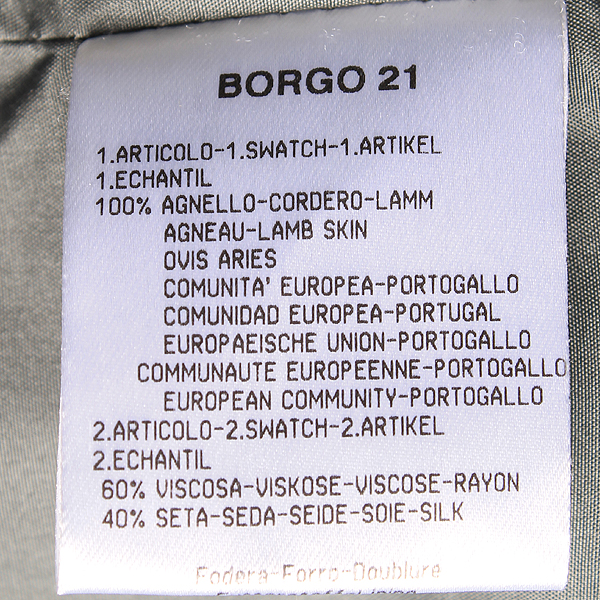 BORGO 21
1.ARTICOLO-1.SWATCH-1.ARTIKEL
1.ECHANTIL
100% AGNELLO-CORDERO-LAMM
AGNEAU-LAMB SKIN
OVIS ARIES
COMUNITA' EUROPEA-PORTOGALLO
COMUNIDAD EUROPEA-PORTUGAL
EUROPAEISCHE UNION-PORTOGALLO
COMMUNAUTE EUROPEENNE-PORTOGALLO
EUROPEAN COMMUNITY-PORTOGALLO
2.ARTICOLO-2.SWATCH-2.ARTIKEL
2.ECHANTIL
60% VISCOSA-VISKOSE-VISCOSE-RAYON
40% SETA-SEDA-SEIDE-SOIE-SILK
Fodera-Forro-Doublure